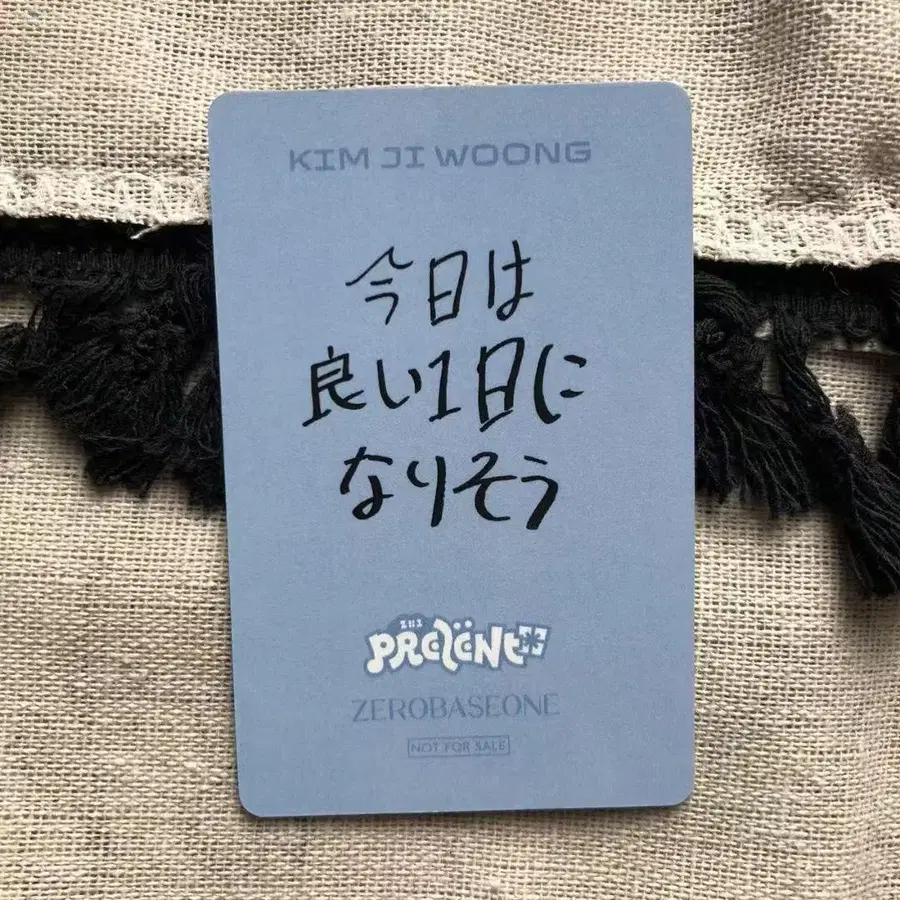 KIM JI WOONG
今日は
良い1日に
なりそう
PRELENT
ZEROBASEONE
NOT FOR SALE